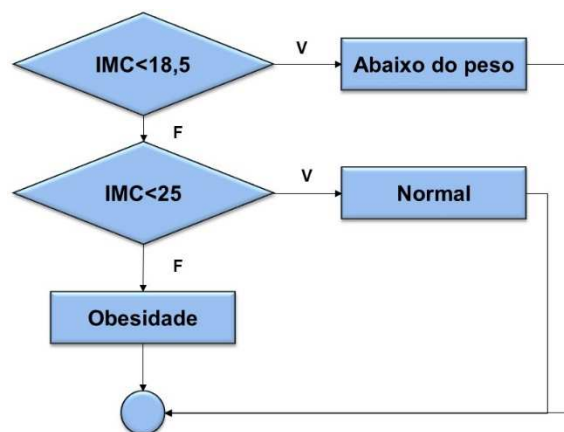 IMC<18,5
V
Abaixo do peso
F
IMC<25
V
Normal
F
Obesidade